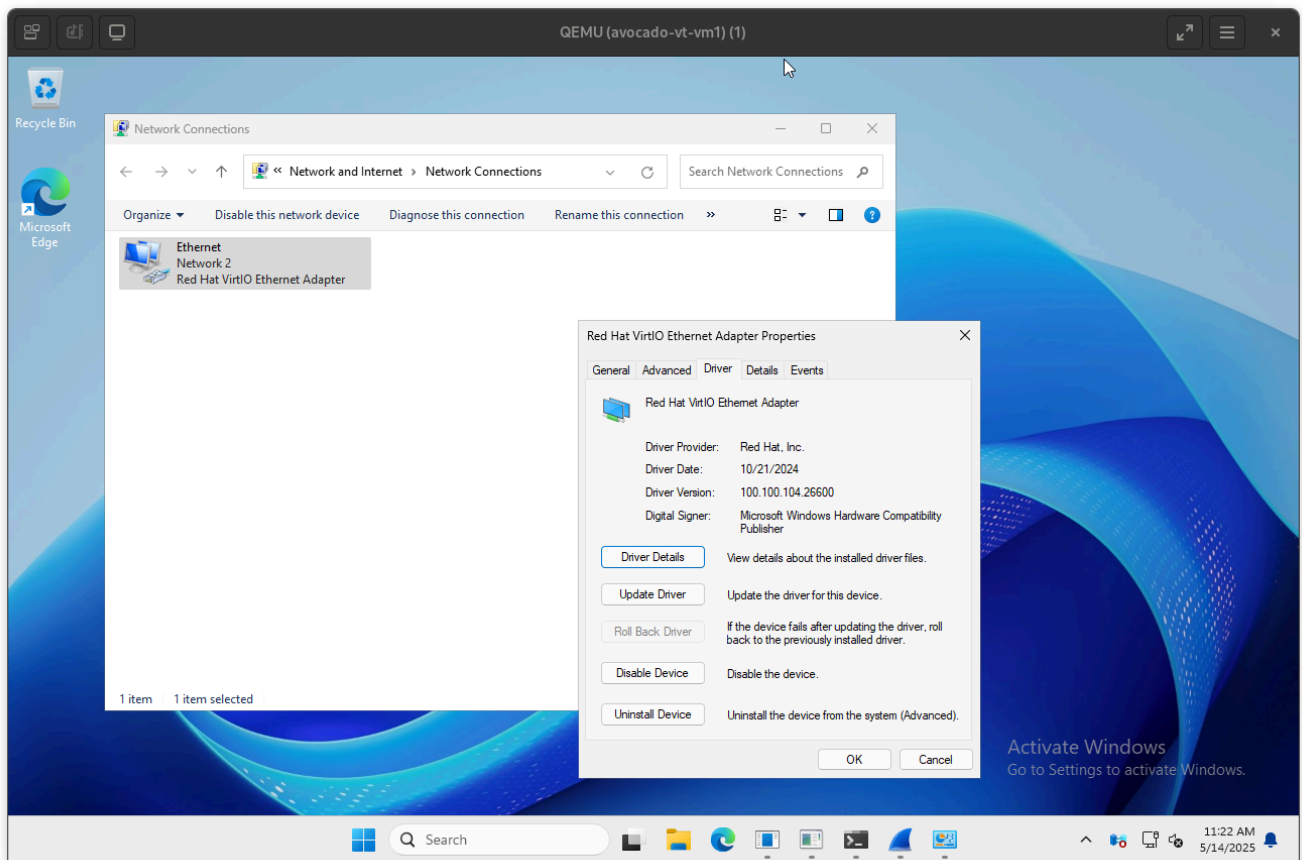 QEMU (avocado-vt-vm1) (1)
Recycle Bin
Microsoft
Edge
Network Connections
« Network and Internet › Network Connections
Search Network Connections
Organize
Disable this network device
Diagnose this connection
Rename this connection
»
Ethernet
Network 2
Red Hat VirtIO Ethernet Adapter
1 item
1 item selected
Red Hat VirtIO Ethernet Adapter Properties
General
Advanced
Driver
Details
Events
Red Hat VirtIO Ethernet Adapter
Driver Provider: Red Hat, Inc.
Driver Date: 10/21/2024
Driver Version: 100.100.104.26600
Digital Signer: Microsoft Windows Hardware Compatibility
Publisher
Driver Details
View details about the installed driver files.
Update Driver
Update the driver for this device.
Roll Back Driver
If the device fails after updating the driver, roll
back to the previously installed driver.
Disable Device
Disable the device.
Uninstall Device
Uninstall the device from the system (Advanced).
OK
Cancel
Activate Windows
Go to Settings to activate Windows.
Search
11:22 AM
5/14/2025